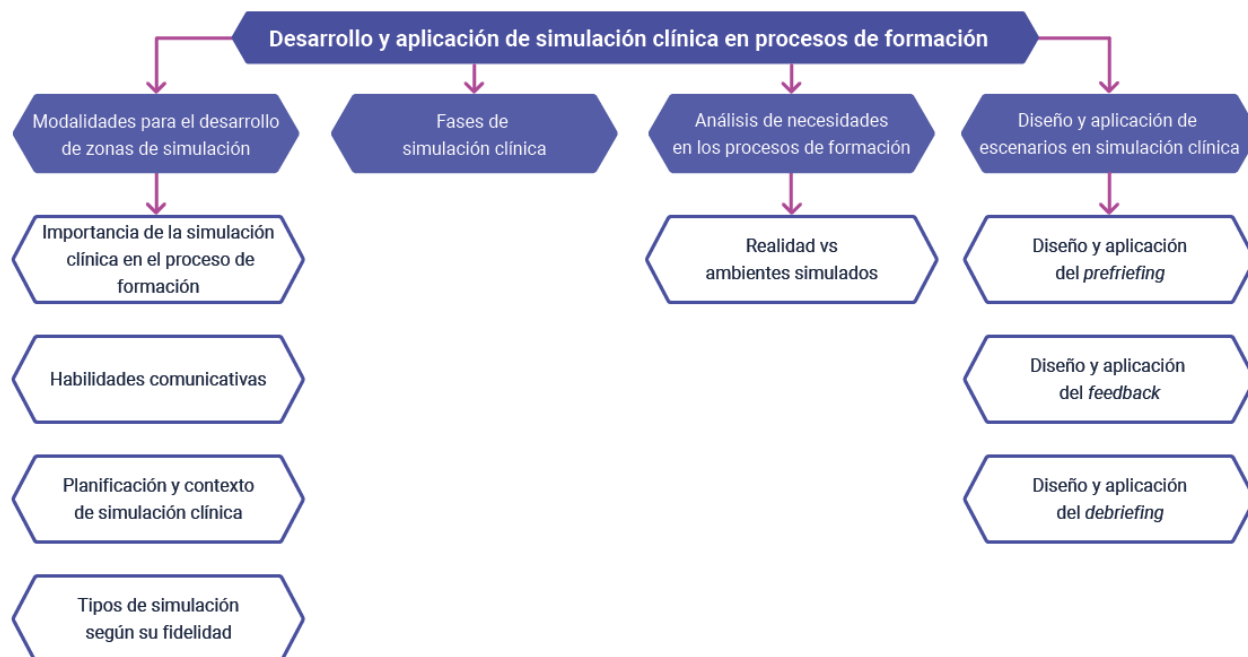 Desarrollo y aplicación de simulación clínica en procesos de formación
Modalidades para el desarrollo
de zonas de simulación
Fases de
simulación clínica
Análisis de necesidades
en los procesos de formación
Diseño y aplicación de
escenarios en simulación clínica
Importancia de la simulación
clínica en el proceso de
formación
Habilidades comunicativas
Planificación y contexto
de simulación clínica
Tipos de simulación
según su fidelidad
Realidad vs
ambientes simulados
Diseño y aplicación
del prefriefing
Diseño y aplicación
del feedback
Diseño y aplicación
del debriefing